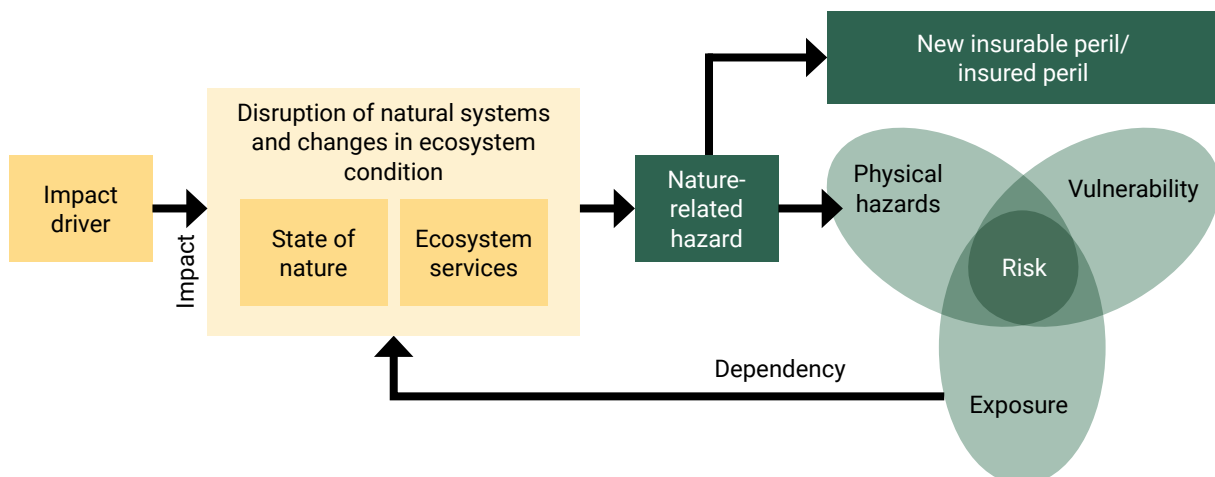 Impact
driver
Impact
Disruption of natural systems
and changes in ecosystem
condition
State of
nature
Ecosystem
services
Nature-
related
hazard
New insurable peril/
insured peril
Physical
hazards
Vulnerability
Risk
Exposure
Dependency